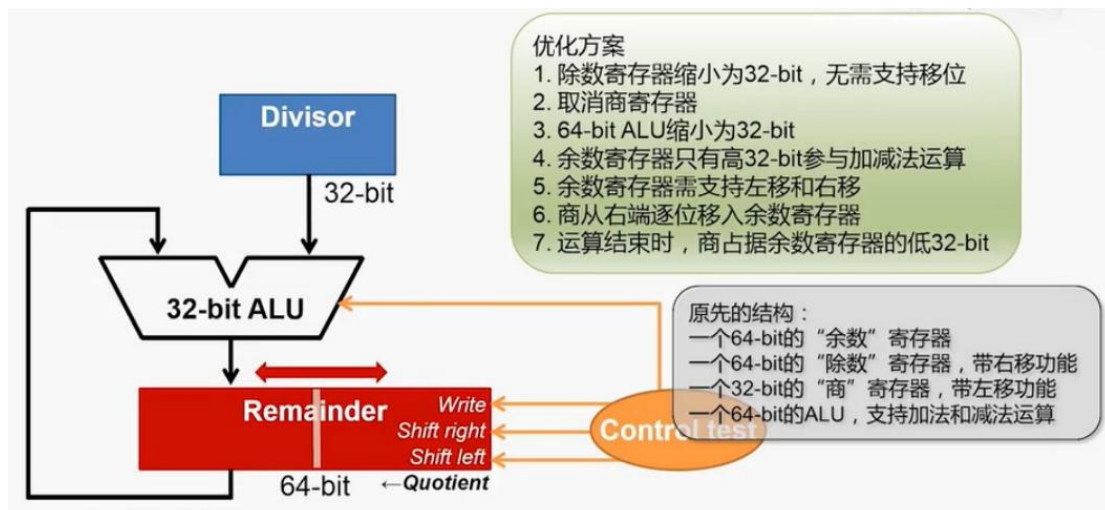 优化方案
1. 除数寄存器缩小为32-bit，无需支持移位
2. 取消商寄存器
3. 64-bit ALU缩小为32-bit
4. 余数寄存器只有高32-bit参与加减法运算
5. 余数寄存器需支持左移和右移
6. 商从右端逐位移入余数寄存器
7. 运算结束时，商占据余数寄存器的低32-bit
Divisor
32-bit
32-bit ALU
原先的结构：
一个64-bit的“余数”寄存器
一个64-bit的“除数”寄存器，带右移功能
一个32-bit的“商”寄存器，带左移功能
一个64-bit的ALU，支持加法和减法运算
Remainder
Write
Shift right
Shift left
Control test
64-bit
←Quotient